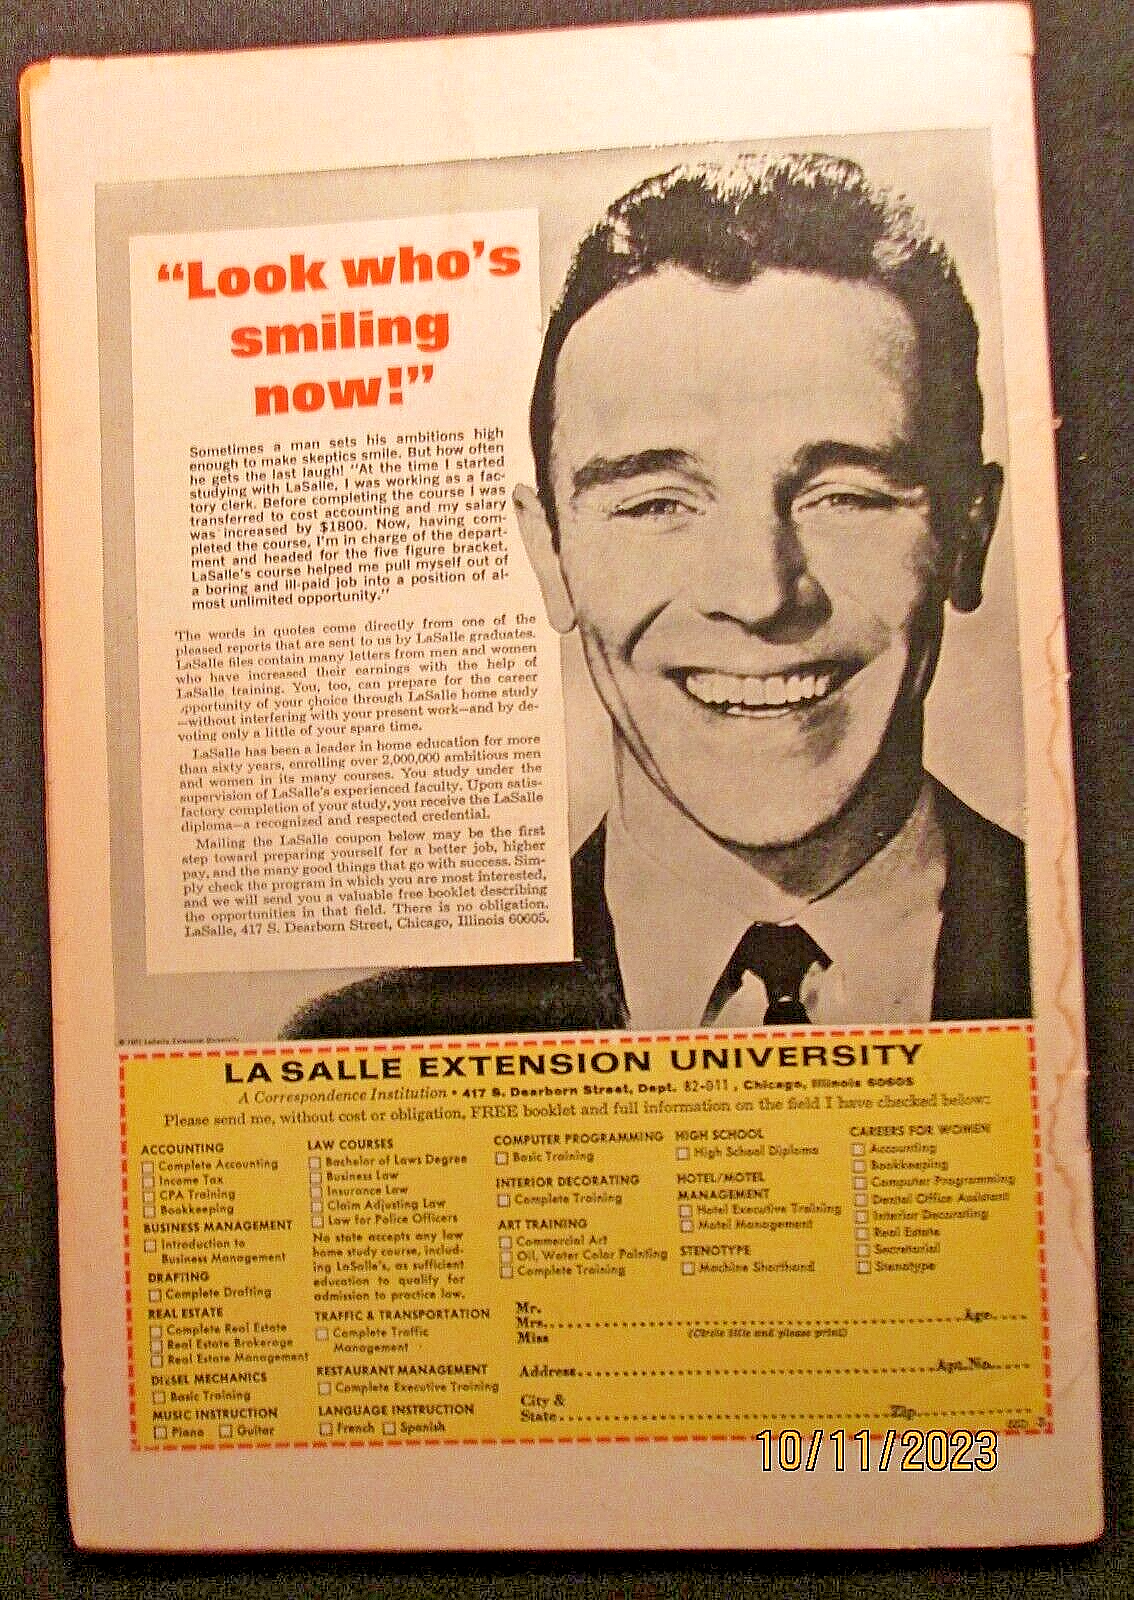 “Look who’s
smiling
now!”
Sometimes a man sets his ambitions high
enough to make skeptics smile. But how often
he gets the last laugh! “At the time I started
studying with LaSalle, I was working as a fac-
tory clerk. Before completing the course I was
transferred to cost accounting and my salary
was increased by $1800. Now, having com-
pleted the course, I’m in charge of the depart-
ment and headed for the five figure bracket.
LaSalle’s course helped me pull myself out of
a boring and ill-paid job into a position of al-
most unlimited opportunity.”
The words in quotes come directly from one of the
pleased reports that are sent to us by LaSalle graduates.
LaSalle files contain many letters from men and women
who have increased their earnings with the help of
LaSalle training. You, too, can prepare for the career
opportunity of your choice through LaSalle home study
—without interfering with your present work—and by de-
voting only a little of your spare time.
LaSalle has been a leader in home education for more
than sixty years, enrolling over 2,000,000 ambitious men
and women in its many courses. You study under the
supervision of LaSalle’s experienced faculty. Upon satis-
factory completion of your study, you receive the LaSalle
diploma—a recognized and respected credential.
Mailing the LaSalle coupon below may be the first
step toward preparing yourself for a better job, higher
pay, and the many good things that go with success. Sim-
ply check the program in which you are most interested,
and we will send you a valuable free booklet describing
the opportunities in that field. There is no obligation.
LaSalle, 417 S. Dearborn Street, Chicago, Illinois 60605.
LaSalle Extension University
LA SALLE EXTENSION UNIVERSITY
A Correspondence Institution • 417 S. Dearborn Street, Dept. 82-011, Chicago, Illinois 60605
Please send me, without cost or obligation, FREE booklet and full information on the field I have checked below:
ACCOUNTING
Complete Accounting
Income Tax
CPA Training
Bookkeeping
BUSINESS MANAGEMENT
Introduction to
Business Management
DRAFTING
Complete Drafting
REAL ESTATE
Complete Real Estate
Real Estate Brokerage
Real Estate Management
DIESEL MECHANICS
Basic Training
MUSIC INSTRUCTION
Piano Guitar
LAW COURSES
Bachelor of Laws Degree
Business Law
Insurance Law
Claim Adjusting Law
Law for Police Officers
No state accepts any law
home study course, includ-
ing LaSalle’s, as sufficient
education to qualify for
admission to practice law.
TRAFFIC & TRANSPORTATION
Complete Traffic
Management
RESTAURANT MANAGEMENT
Complete Executive Training
LANGUAGE INSTRUCTION
French Spanish
COMPUTER PROGRAMMING
Basic Training
INTERIOR DECORATING
Complete Training
ART TRAINING
Commercial Art
Oil, Water Color Painting
Complete Training
HIGH SCHOOL
High School Diploma
HOTEL/MOTEL
MANAGEMENT
Hotel Executive Training
Motel Management
STENOTYPE
Machine Shorthand
CAREERS FOR WOMEN
Accounting
Bookkeeping
Computer Programming
Dental Office Assistant
Interior Decorating
Real Estate
Secretarial
Stenotype
Mr.
Mrs. Age
Miss (Circle title and please print)
Address Apt. No.
City &
State Zip
10/11/2023